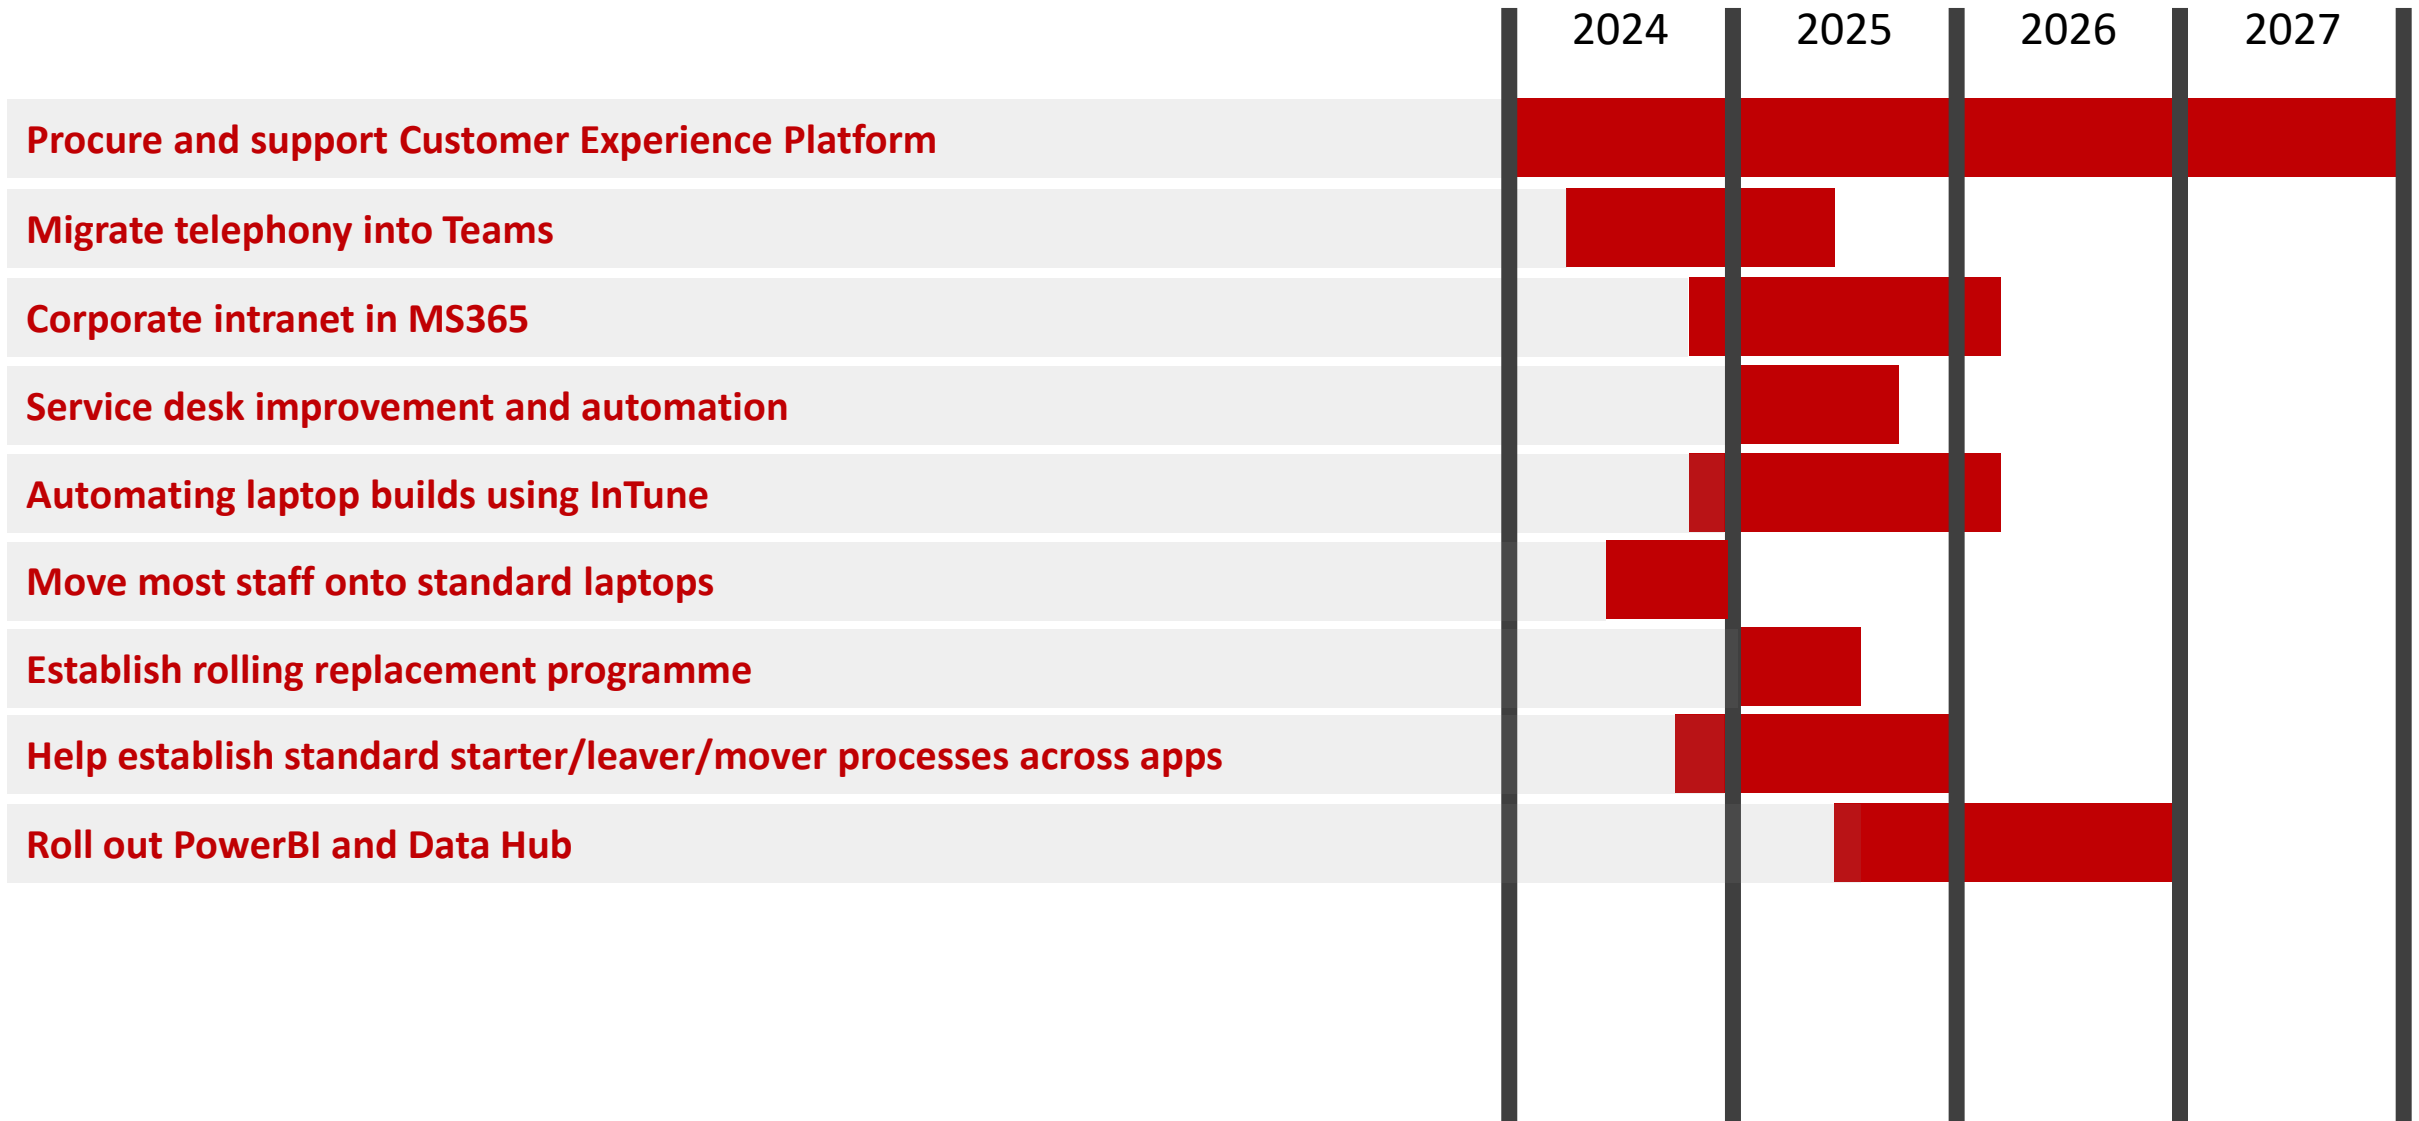 2024 2025 2026 2027
Procure and support Customer Experience Platform
Migrate telephony into Teams
Corporate intranet in MS365
Service desk improvement and automation
Automating laptop builds using InTune
Move most staff onto standard laptops
Establish rolling replacement programme
Help establish standard starter/leaver/mover processes across apps
Roll out PowerBI and Data Hub